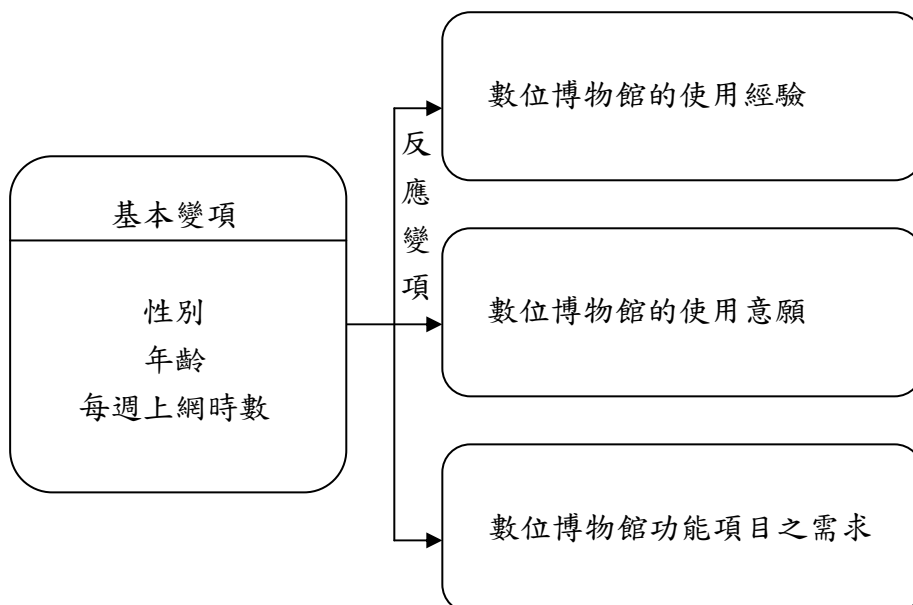 基本變項
性別
年齡
每週上網時數
反應變項
數位博物館的使用經驗
數位博物館的使用意願
數位博物館功能項目之需求